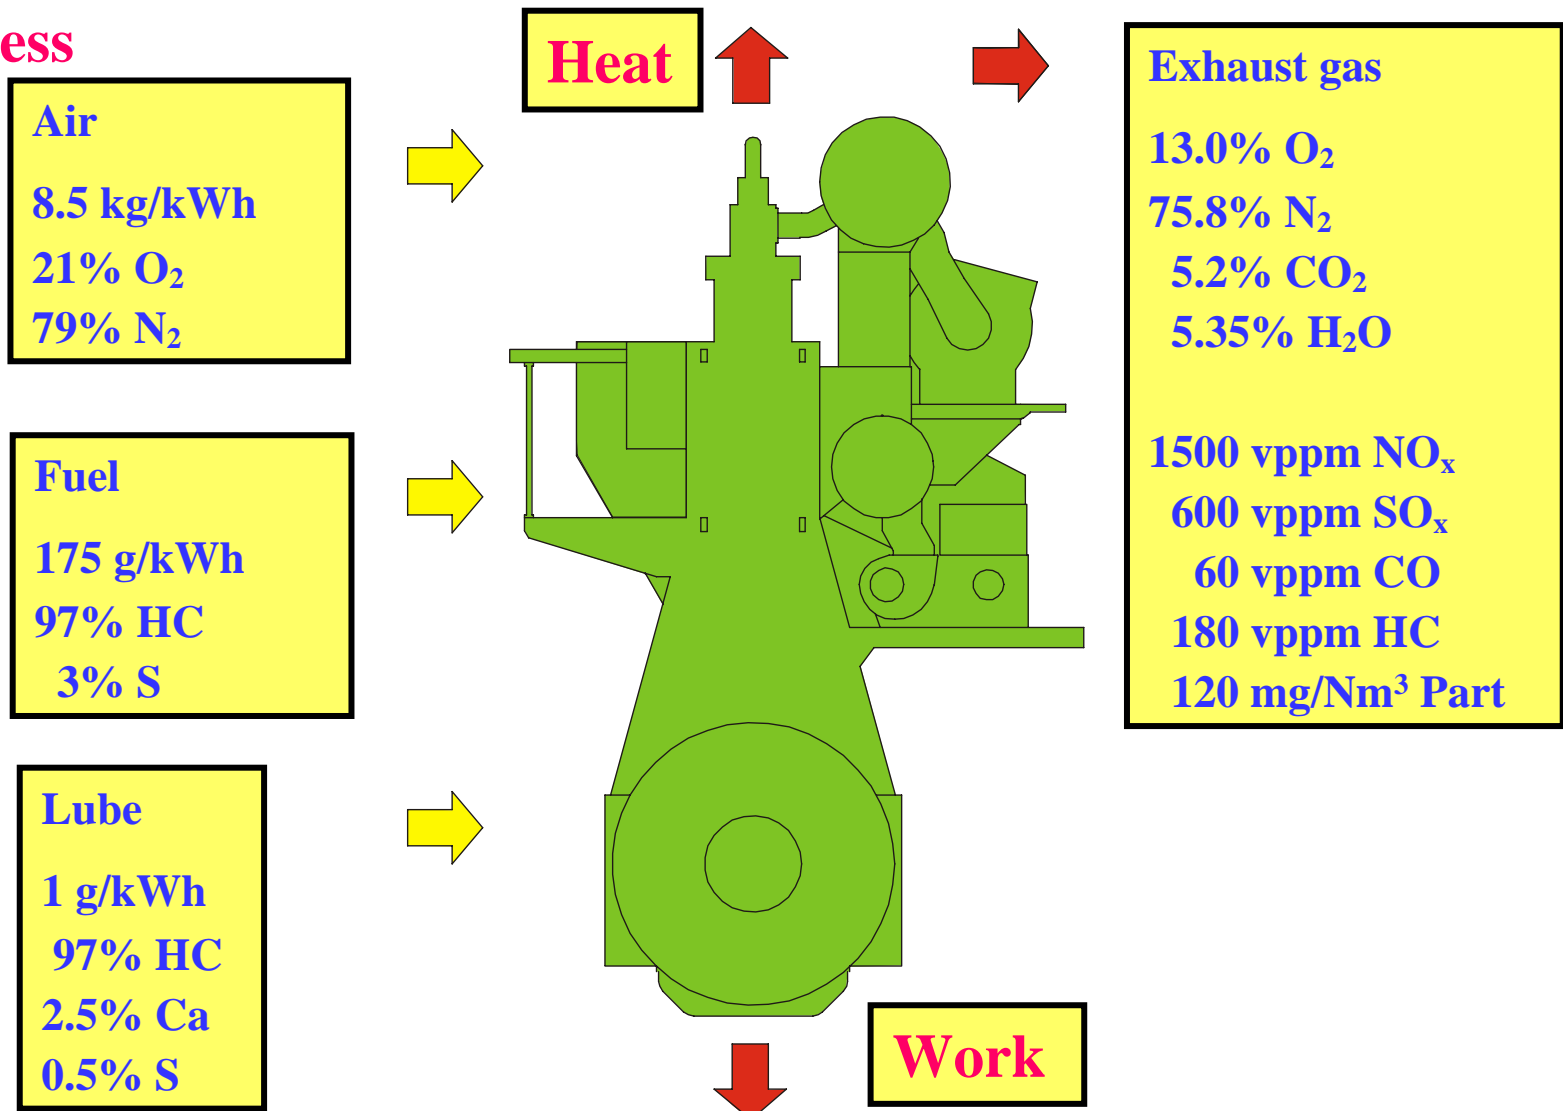 ess
Air
8.5 kg/kWh
21% O₂
79% N₂
Fuel
175 g/kWh
97% HC
3% S
Lube
1 g/kWh
97% HC
2.5% Ca
0.5% S
Heat
Work
Exhaust gas
13.0% O₂
75.8% N₂
5.2% CO₂
5.35% H₂O
1500 vppm NOₓ
600 vppm SOₓ
60 vppm CO
180 vppm HC
120 mg/Nm³ Part